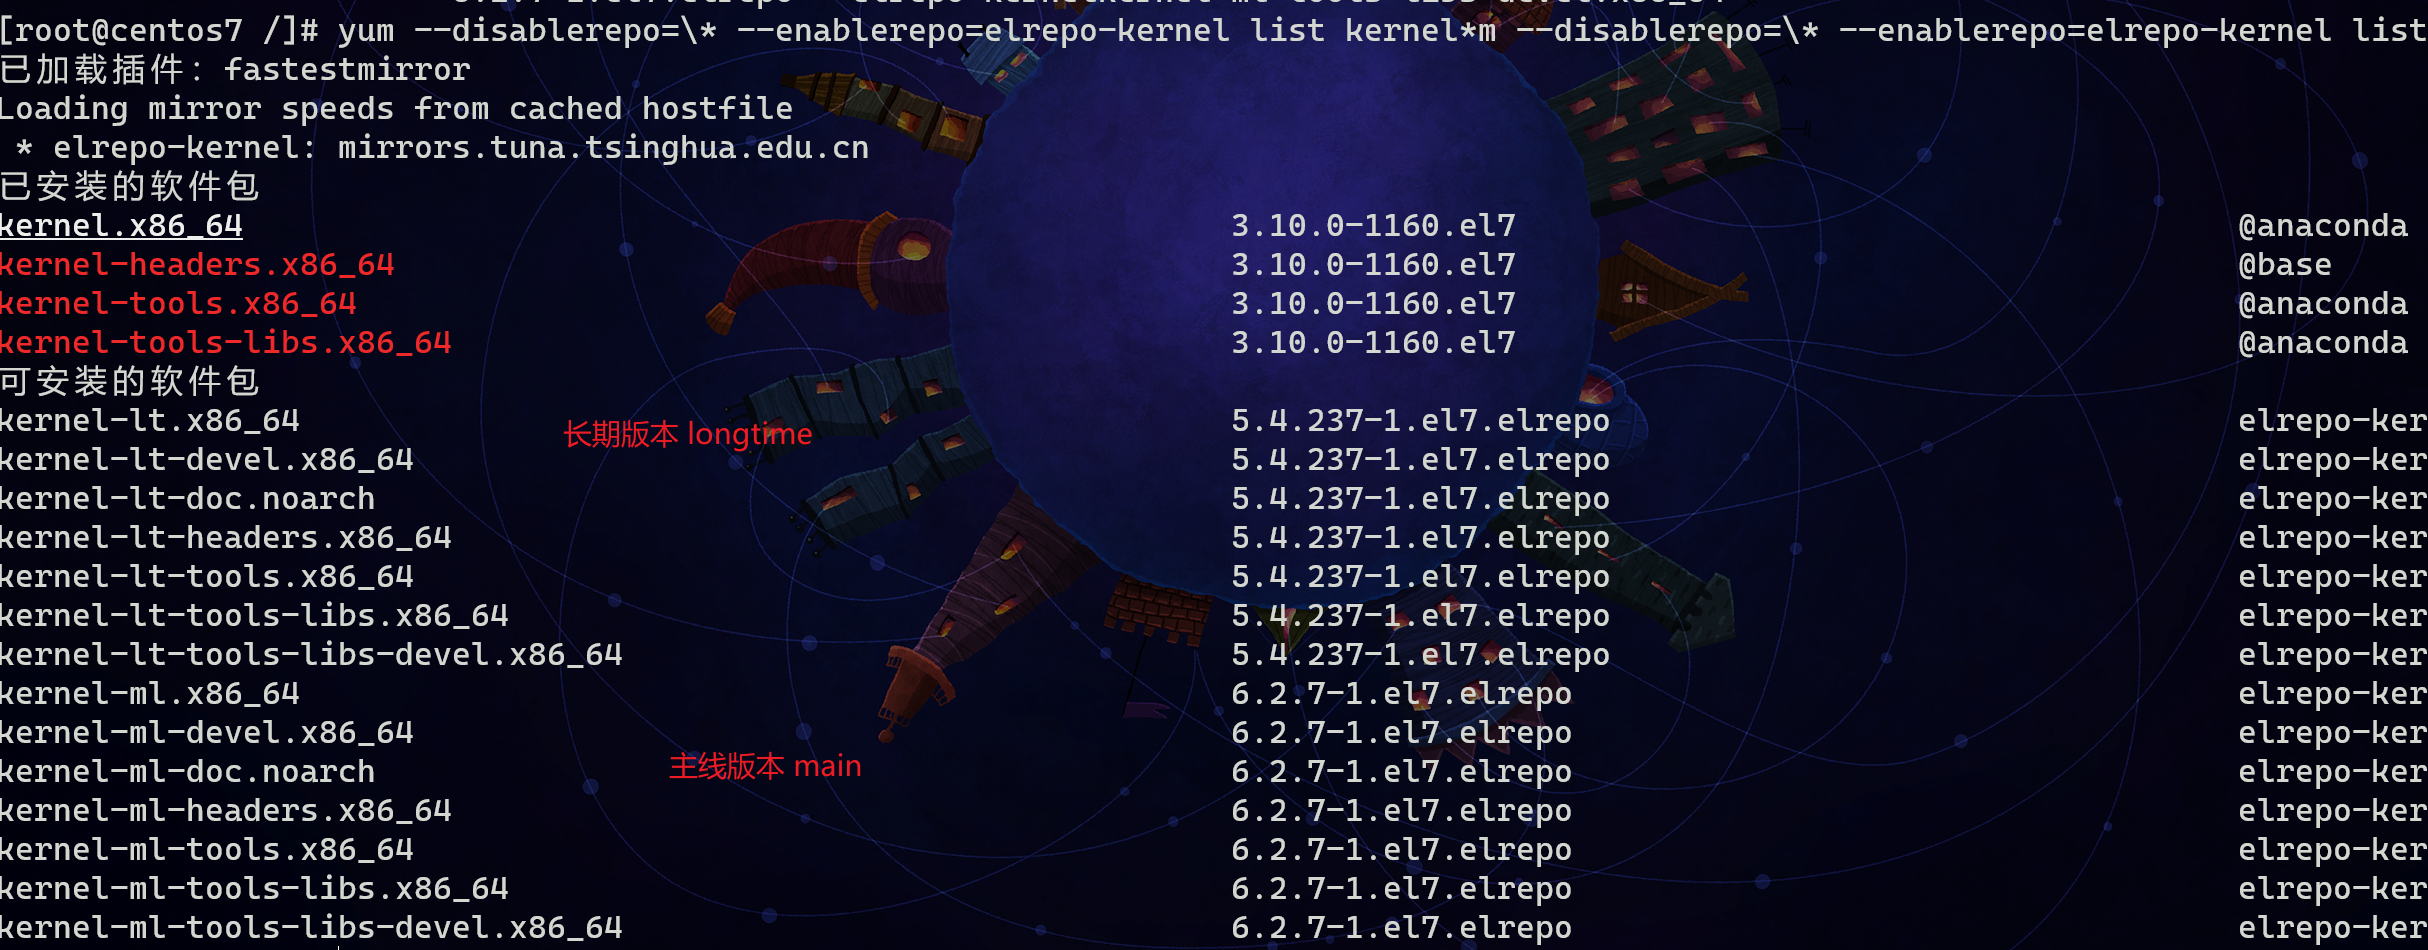 [root@centos7 /]# yum --disablerepo=\* --enablerepo=elrepo-kernel list kernel*m --disablerepo=\* --enablerepo=elrepo-kernel list
已加载插件：fastestmirror
Loading mirror speeds from cached hostfile
 * elrepo-kernel: mirrors.tuna.tsinghua.edu.cn
已安装的软件包
kernel.x86_64 3.10.0-1160.el7 @anaconda
kernel-headers.x86_64 3.10.0-1160.el7 @base
kernel-tools.x86_64 3.10.0-1160.el7 @anaconda
kernel-tools-libs.x86_64 3.10.0-1160.el7 @anaconda
可安装的软件包
kernel-lt.x86_64 5.4.237-1.el7.elrepo elrepo-ker
长期版本 longtime
kernel-lt-devel.x86_64 5.4.237-1.el7.elrepo elrepo-ker
kernel-lt-doc.noarch 5.4.237-1.el7.elrepo elrepo-ker
kernel-lt-headers.x86_64 5.4.237-1.el7.elrepo elrepo-ker
kernel-lt-tools.x86_64 5.4.237-1.el7.elrepo elrepo-ker
kernel-lt-tools-libs.x86_64 5.4.237-1.el7.elrepo elrepo-ker
kernel-lt-tools-libs-devel.x86_64 5.4.237-1.el7.elrepo elrepo-ker
kernel-ml.x86_64 6.2.7-1.el7.elrepo elrepo-ker
kernel-ml-devel.x86_64 6.2.7-1.el7.elrepo elrepo-ker
主线版本 main
kernel-ml-doc.noarch 6.2.7-1.el7.elrepo elrepo-ker
kernel-ml-headers.x86_64 6.2.7-1.el7.elrepo elrepo-ker
kernel-ml-tools.x86_64 6.2.7-1.el7.elrepo elrepo-ker
kernel-ml-tools-libs.x86_64 6.2.7-1.el7.elrepo elrepo-ker
kernel-ml-tools-libs-devel.x86_64 6.2.7-1.el7.elrepo elrepo-ker